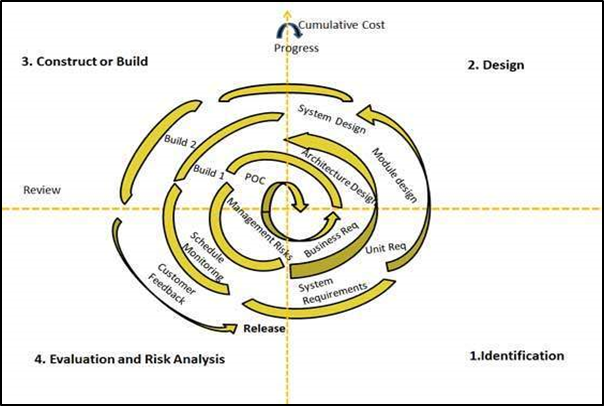 Cumulative Cost
Progress
3. Construct or Build
2. Design
System Design
Build 2
Module design
Architecture Design
Build 1
POC
Review
Management Risks
Business Req
Unit Req
Schedule
Monitoring
System
Requirements
Customer
Feedback
Release
4. Evaluation and Risk Analysis
1.Identification